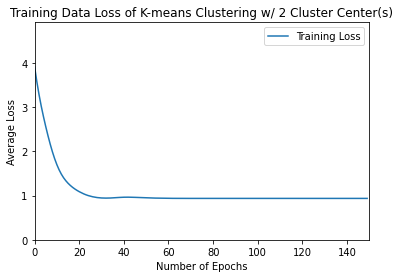 Training Data Loss of K-means Clustering w/ 2 Cluster Center(s)
Training Loss
4
3
2
1
0
Average Loss
0 20 40 60 80 100 120 140
Number of Epochs